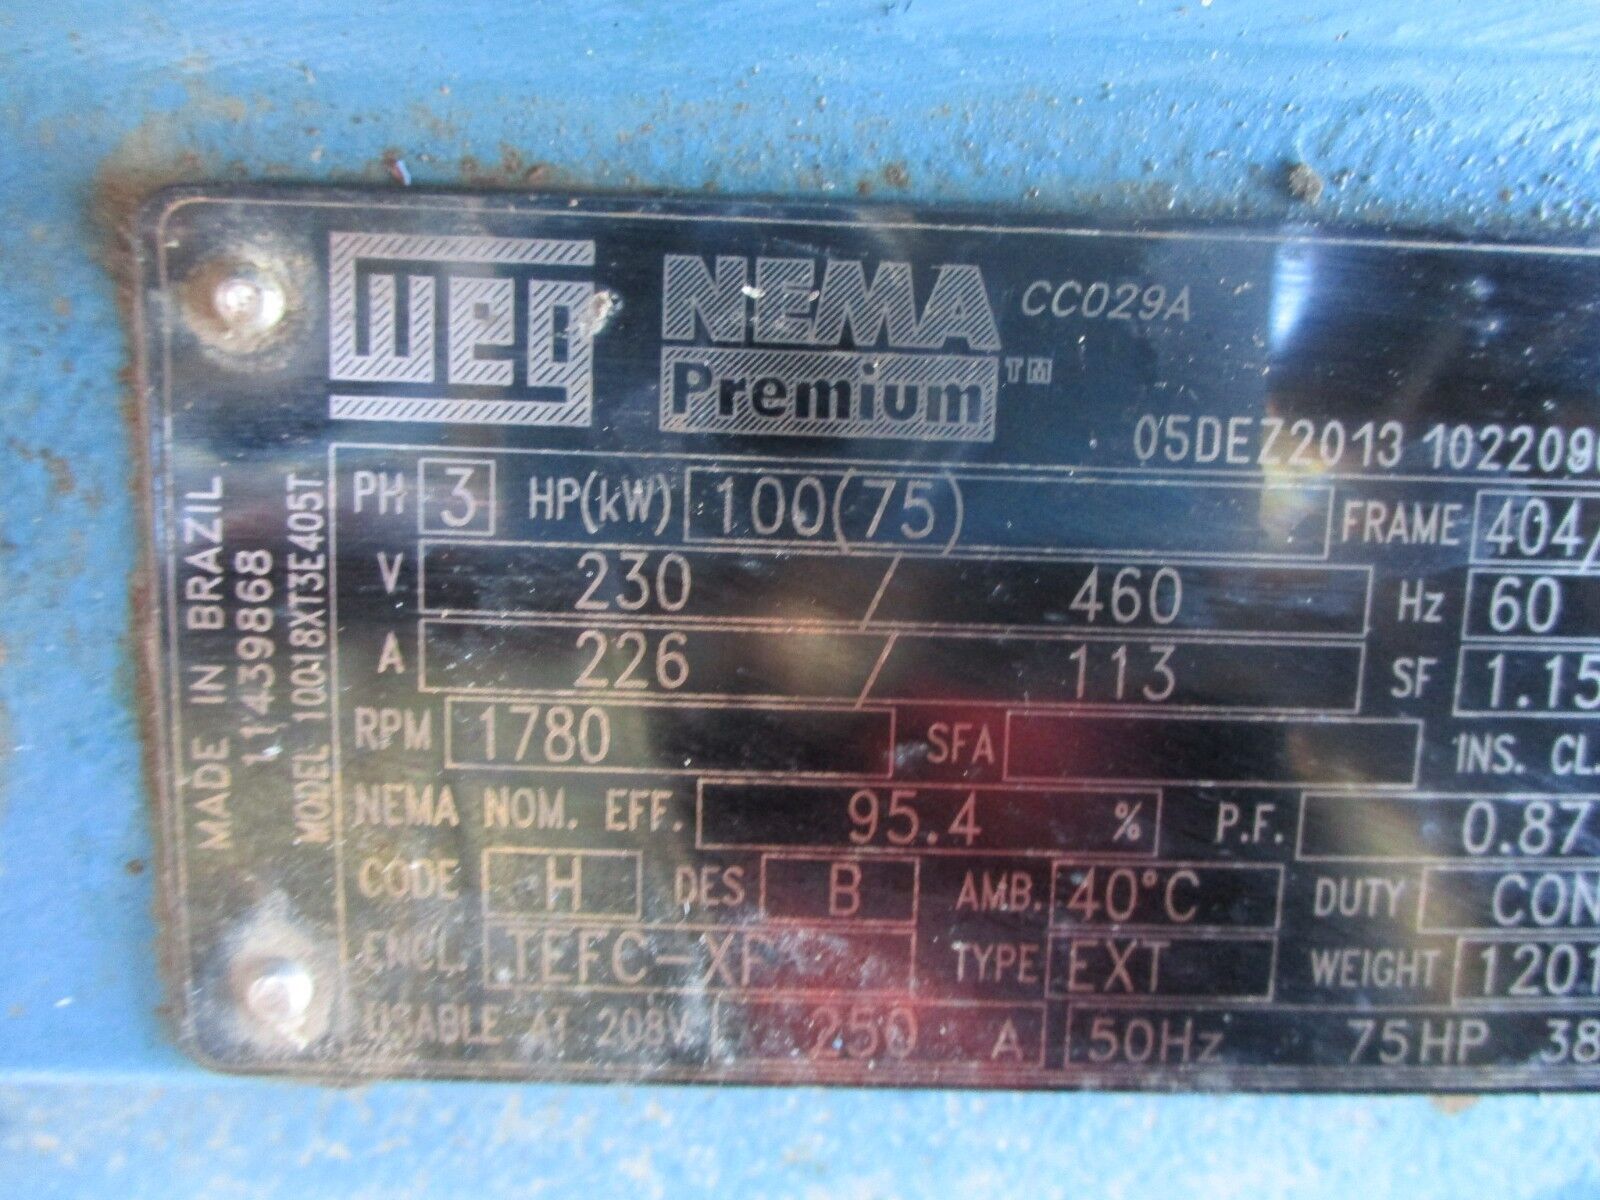 WEG NEMA Premium™ CC029A
05DEZ2013 102209
MADE IN BRAZIL
11439868
MODEL 10018XT3E405T
PH 3 HP(kW) 100(75) FRAME 404/
V 230 / 460 Hz 60
A 226 / 113 SF 1.15
RPM 1780 SFA INS. CL.
NEMA NOM. EFF. 95.4 % P.F. 0.87
CODE H DES B AMB. 40°C DUTY CON
ENCL. TEFC-XP TYPE EXT WEIGHT 1201
USABLE AT 208V 250 A 50Hz 75HP 38